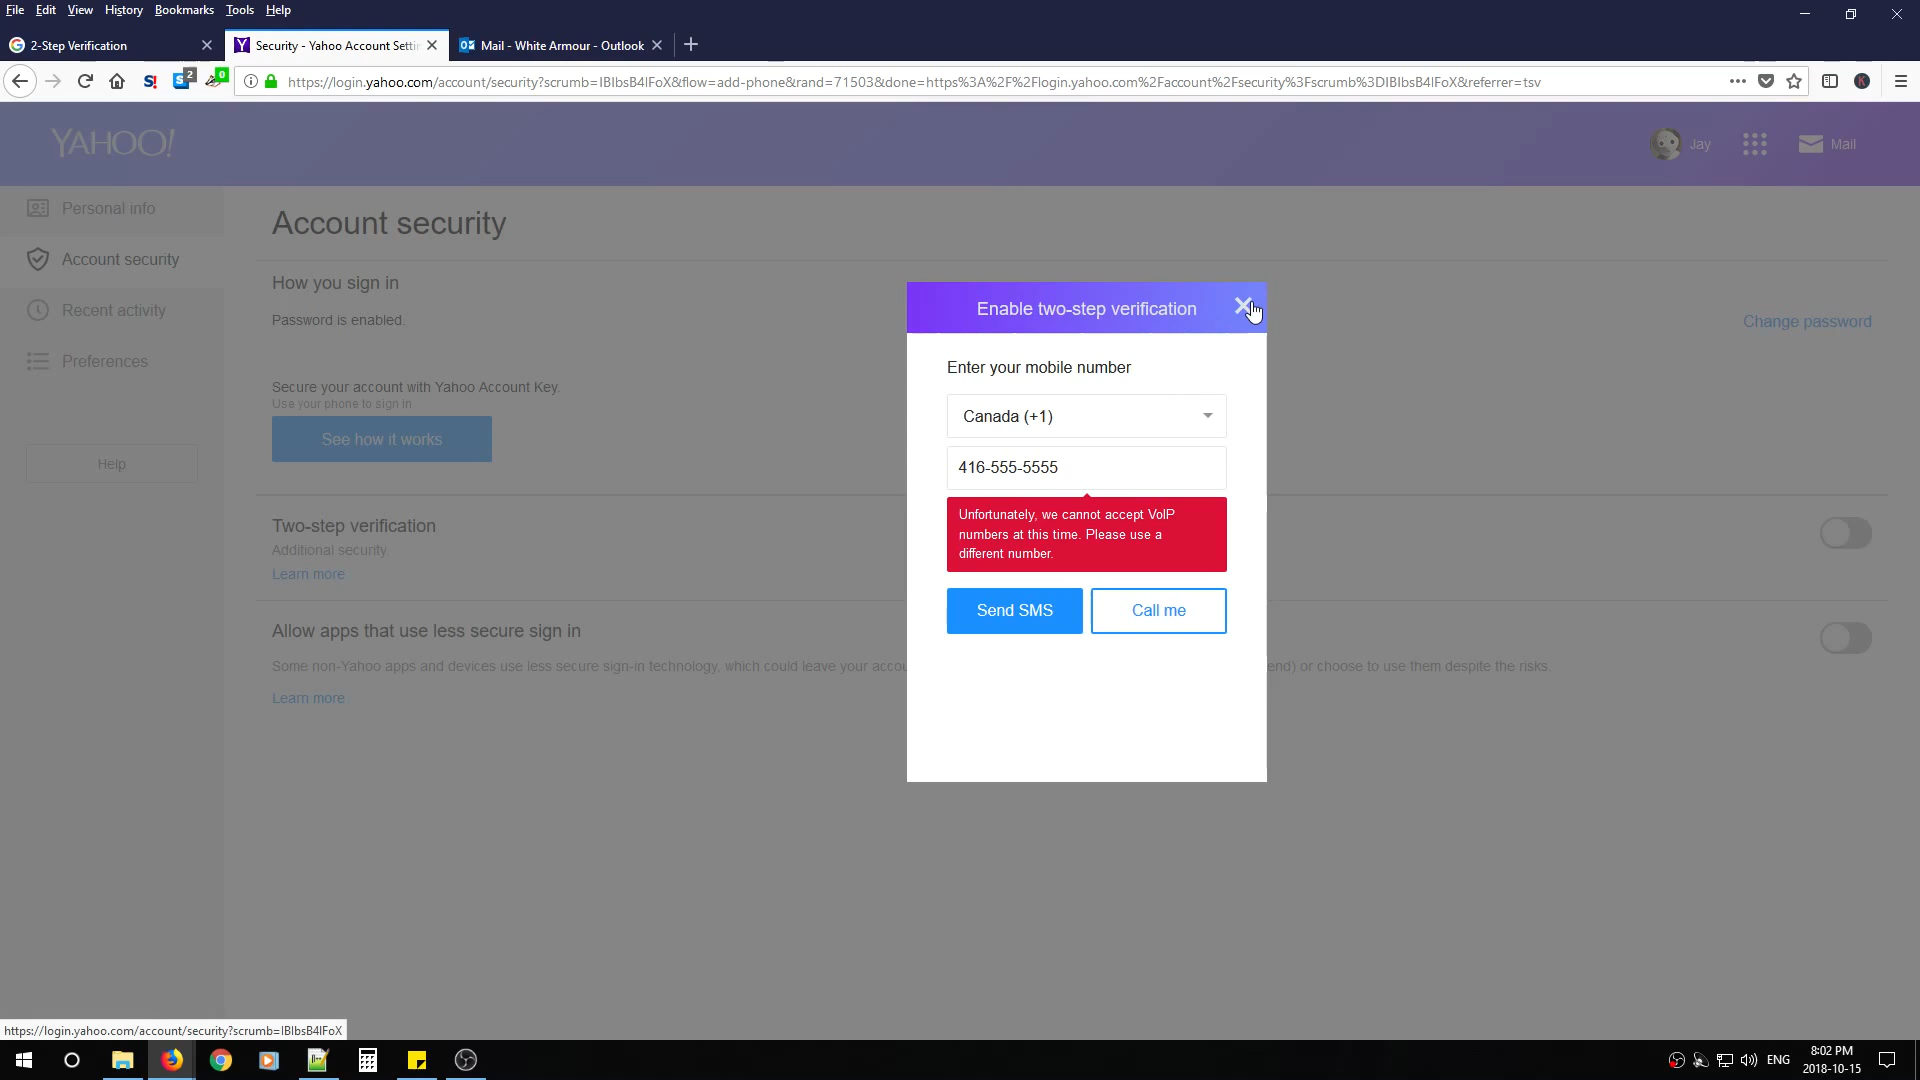 File Edit View History Bookmarks Tools Help
2-Step Verification
Security - Yahoo Account Setti
Mail - White Armour - Outlook
https://login.yahoo.com/account/security?scrumb=IBIbsB4lFoX&flow=add-phone&rand=71503&done=https%3A%2F%2Flogin.yahoo.com%2Faccount%2Fsecurity%3Fscrumb%3DIBIbsB4lFoX&referrer=tsv
2
0
YAHOO!
Jay
Mail
Personal info
Account security
Recent activity
Preferences
Help
Account security
How you sign in
Password is enabled.
Change password
Secure your account with Yahoo Account Key.
Use your phone to sign in
See how it works
Two-step verification
Additional security.
Learn more
Allow apps that use less secure sign in
Some non-Yahoo apps and devices use less secure sign-in technology, which could leave your accou
end) or choose to use them despite the risks.
Learn more
Enable two-step verification
Enter your mobile number
Canada (+1)
416-555-5555
Unfortunately, we cannot accept VoIP
numbers at this time. Please use a
different number.
Send SMS
Call me
https://login.yahoo.com/account/security?scrumb=IBIbsB4lFoX
ENG
8:02 PM
2018-10-15